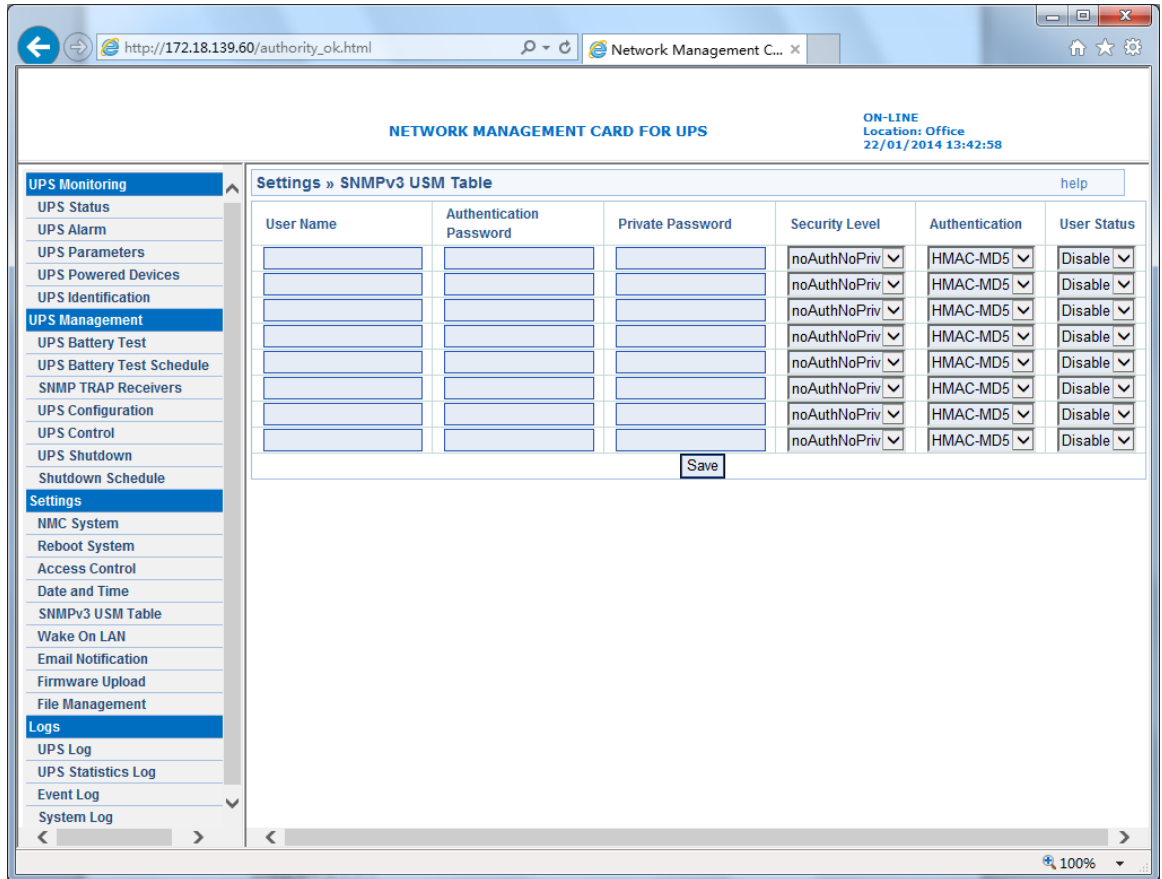 http://172.18.139.60/authority_ok.html
Network Management C...
NETWORK MANAGEMENT CARD FOR UPS
ON-LINE
Location: Office
22/01/2014 13:42:58
UPS Monitoring
UPS Status
UPS Alarm
UPS Parameters
UPS Powered Devices
UPS Identification
UPS Management
UPS Battery Test
UPS Battery Test Schedule
SNMP TRAP Receivers
UPS Configuration
UPS Control
UPS Shutdown
Shutdown Schedule
Settings
NMC System
Reboot System
Access Control
Date and Time
SNMPv3 USM Table
Wake On LAN
Email Notification
Firmware Upload
File Management
Logs
UPS Log
UPS Statistics Log
Event Log
System Log
Settings » SNMPv3 USM Table help
User Name Authentication Password Private Password Security Level Authentication User Status
noAuthNoPriv HMAC-MD5 Disable
noAuthNoPriv HMAC-MD5 Disable
noAuthNoPriv HMAC-MD5 Disable
noAuthNoPriv HMAC-MD5 Disable
noAuthNoPriv HMAC-MD5 Disable
noAuthNoPriv HMAC-MD5 Disable
noAuthNoPriv HMAC-MD5 Disable
noAuthNoPriv HMAC-MD5 Disable
Save
100%